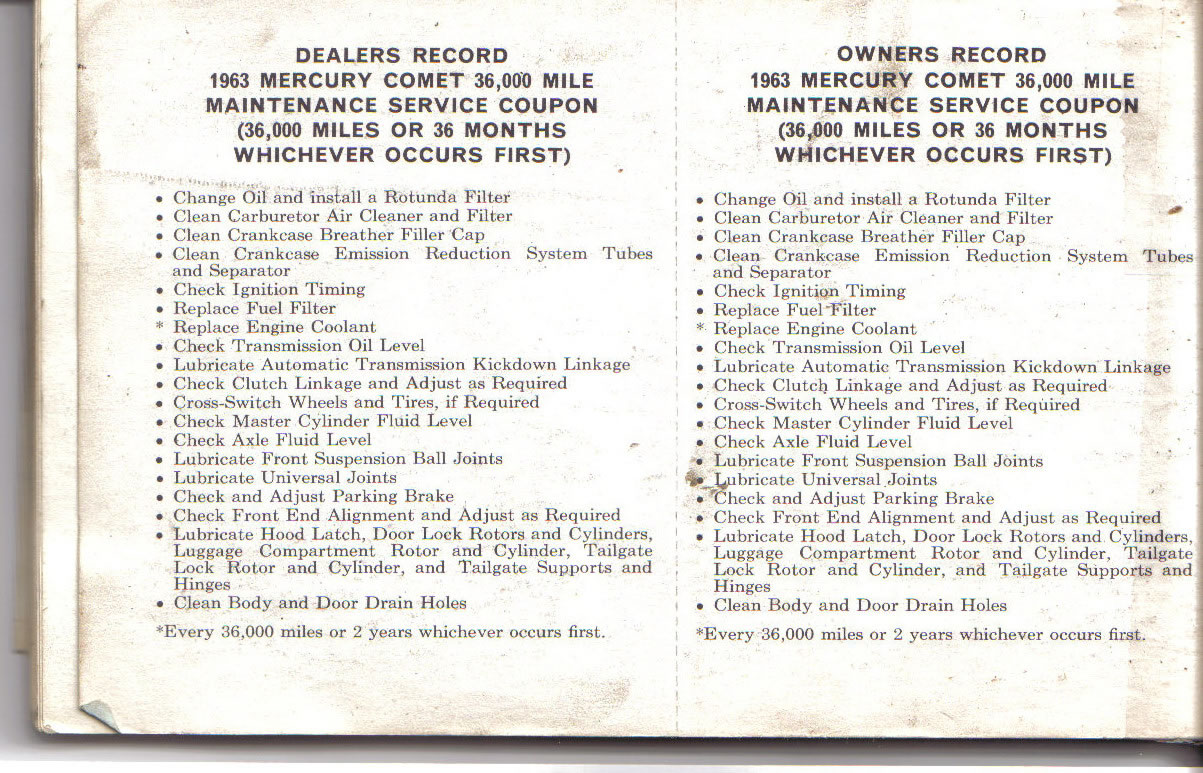 DEALERS RECORD
1963 MERCURY COMET 36,000 MILE
MAINTENANCE SERVICE COUPON
(36,000 MILES OR 36 MONTHS
WHICHEVER OCCURS FIRST)
• Change Oil and install a Rotunda Filter
• Clean Carburetor Air Cleaner and Filter
• Clean Crankcase Breather Filler Cap
• Clean Crankcase Emission Reduction System Tubes
and Separator
• Check Ignition Timing
• Replace Fuel Filter
* Replace Engine Coolant
• Check Transmission Oil Level
• Lubricate Automatic Transmission Kickdown Linkage
• Check Clutch Linkage and Adjust as Required
• Cross-Switch Wheels and Tires, if Required
• Check Master Cylinder Fluid Level
• Check Axle Fluid Level
• Lubricate Front Suspension Ball Joints
• Lubricate Universal Joints
• Check and Adjust Parking Brake
• Check Front End Alignment and Adjust as Required
• Lubricate Hood Latch, Door Lock Rotors and Cylinders,
Luggage Compartment Rotor and Cylinder, Tailgate
Lock Rotor and Cylinder, and Tailgate Supports and
Hinges
• Clean Body and Door Drain Holes
*Every 36,000 miles or 2 years whichever occurs first.
OWNERS RECORD
1963 MERCURY COMET 36,000 MILE
MAINTENANCE SERVICE COUPON
(36,000 MILES OR 36 MONTHS
WHICHEVER OCCURS FIRST)
• Change Oil and install a Rotunda Filter
• Clean Carburetor Air Cleaner and Filter
• Clean Crankcase Breather Filler Cap
• Clean Crankcase Emission Reduction System Tubes
and Separator
• Check Ignition Timing
• Replace Fuel Filter
* Replace Engine Coolant
• Check Transmission Oil Level
• Lubricate Automatic Transmission Kickdown Linkage
• Check Clutch Linkage and Adjust as Required
• Cross-Switch Wheels and Tires, if Required
• Check Master Cylinder Fluid Level
• Check Axle Fluid Level
• Lubricate Front Suspension Ball Joints
• Lubricate Universal Joints
• Check and Adjust Parking Brake
• Check Front End Alignment and Adjust as Required
• Lubricate Hood Latch, Door Lock Rotors and Cylinders,
Luggage Compartment Rotor and Cylinder, Tailgate
Lock Rotor and Cylinder, and Tailgate Supports and
Hinges
• Clean Body and Door Drain Holes
*Every 36,000 miles or 2 years whichever occurs first.